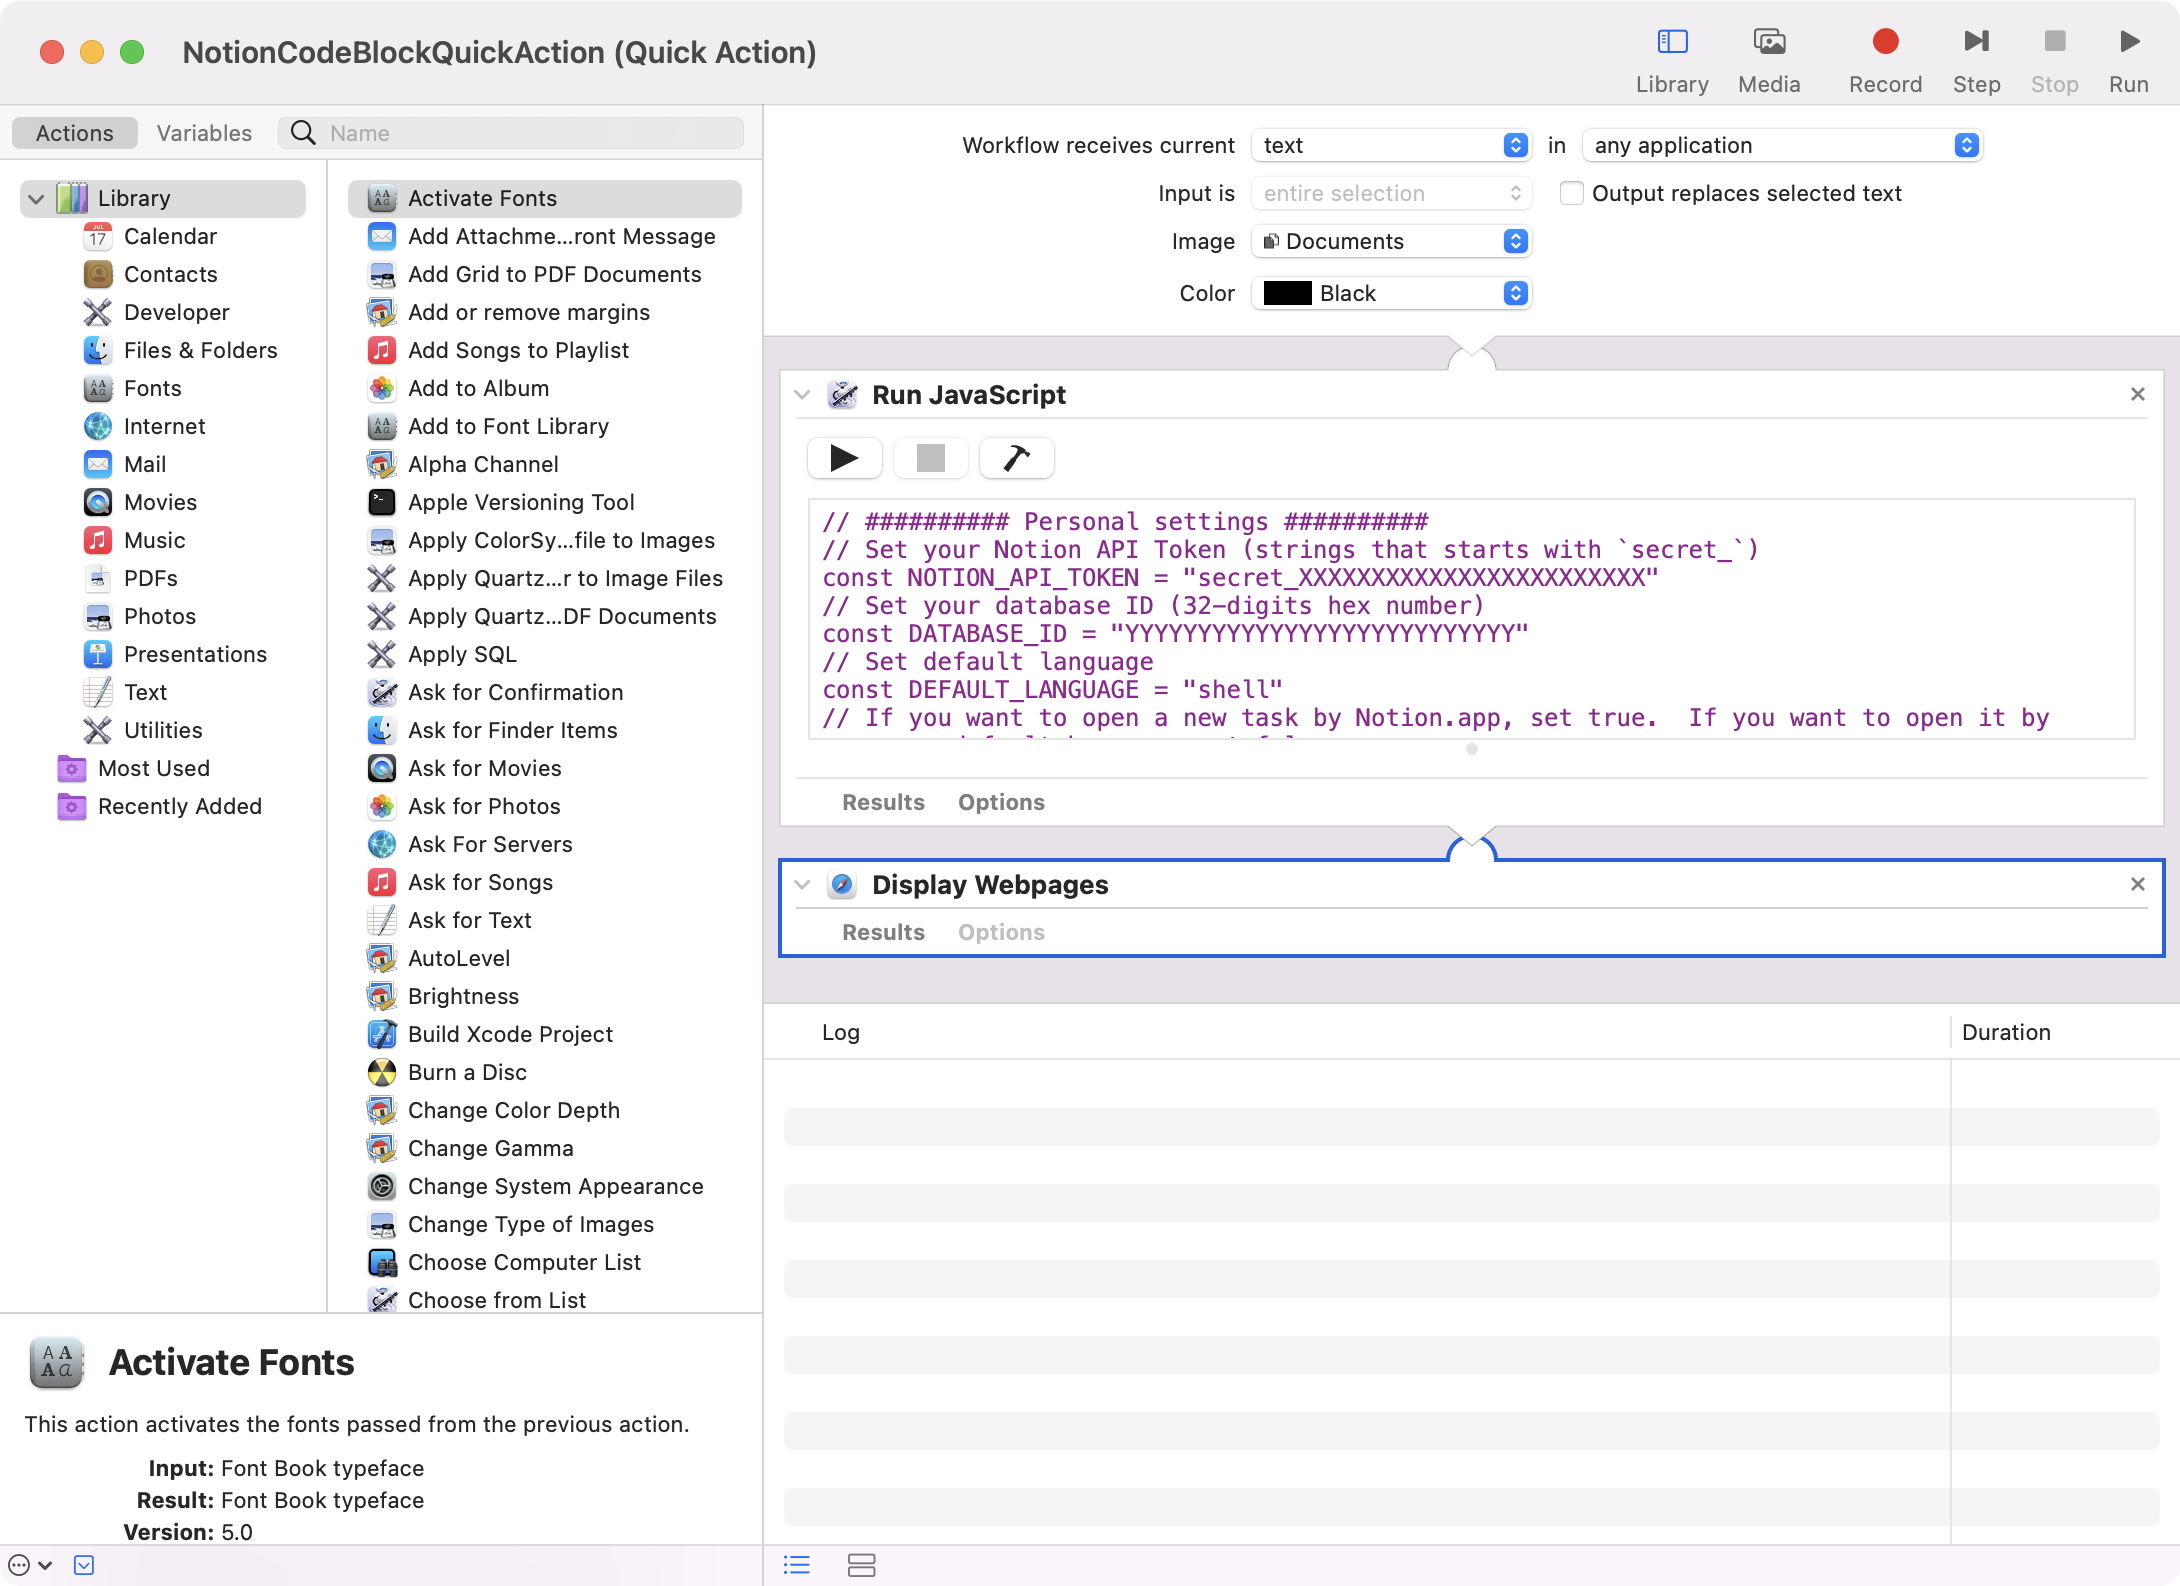 NotionCodeBlockQuickAction (Quick Action)
Library
Media
Record
Step
Stop
Run
Actions
Variables
Name
Library
Calendar
Contacts
Developer
Files & Folders
Fonts
Internet
Mail
Movies
Music
PDFs
Photos
Presentations
Text
Utilities
Most Used
Recently Added
Activate Fonts
Add Attachme...ront Message
Add Grid to PDF Documents
Add or remove margins
Add Songs to Playlist
Add to Album
Add to Font Library
Alpha Channel
Apple Versioning Tool
Apply ColorSy...file to Images
Apply Quartz...r to Image Files
Apply Quartz...DF Documents
Apply SQL
Ask for Confirmation
Ask for Finder Items
Ask for Movies
Ask for Photos
Ask For Servers
Ask for Songs
Ask for Text
AutoLevel
Brightness
Build Xcode Project
Burn a Disc
Change Color Depth
Change Gamma
Change System Appearance
Change Type of Images
Choose Computer List
Choose from List
Activate Fonts
This action activates the fonts passed from the previous action.
Input: Font Book typeface
Result: Font Book typeface
Version: 5.0
Workflow receives current text in any application
Input is entire selection Output replaces selected text
Image Documents
Color Black
Run JavaScript
// ########## Personal settings ##########
// Set your Notion API Token (strings that starts with `secret_`)
const NOTION_API_TOKEN = "secret_XXXXXXXXXXXXXXXXXXXXXXXX"
// Set your database ID (32-digits hex number)
const DATABASE_ID = "YYYYYYYYYYYYYYYYYYYYYYYYYYY"
// Set default language
const DEFAULT_LANGUAGE = "shell"
// If you want to open a new task by Notion.app, set true.  If you want to open it by
Results Options
Display Webpages
Results Options
Log Duration